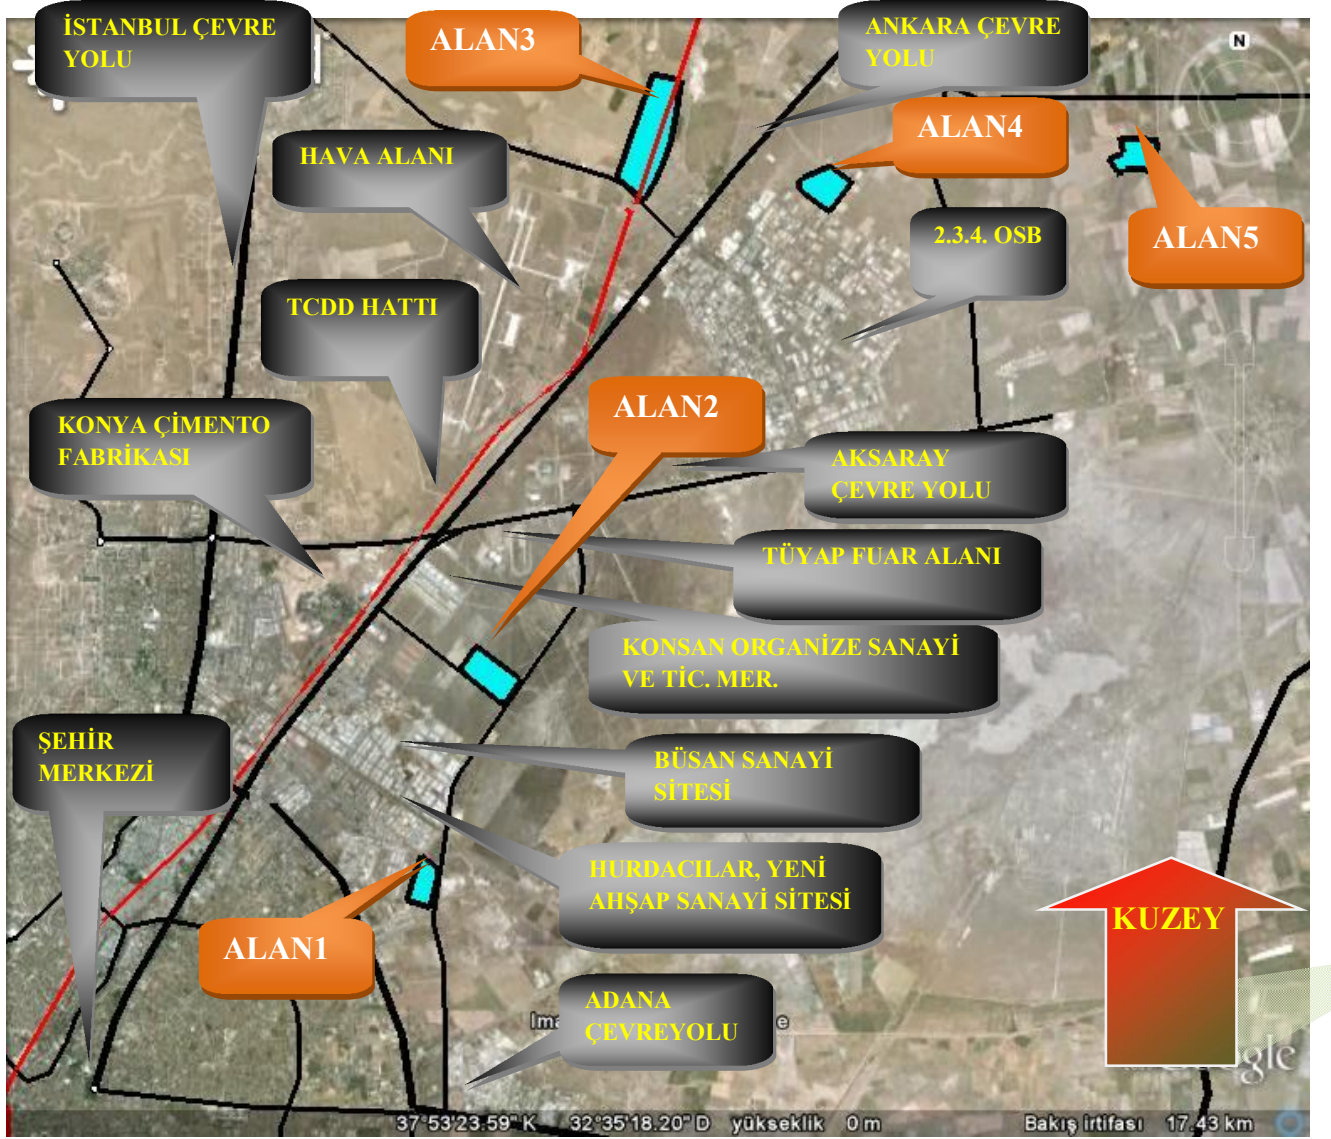 İSTANBUL ÇEVRE
YOLU
ALAN3
ANKARA ÇEVRE
YOLU
N
ALAN4
HAVA ALANI
2.3.4. OSB
ALAN5
TCDD HATTI
ALAN2
KONYA ÇİMENTO
FABRİKASI
AKSARAY
ÇEVRE YOLU
TÜYAP FUAR ALANI
KONSAN ORGANİZE SANAYİ
VE TİC. MER.
ŞEHİR
MERKEZİ
BÜSAN SANAYİ
SİTESİ
HURDACILAR, YENİ
AHŞAP SANAYİ SİTESİ
KUZEY
ALAN1
ADANA
ÇEVREYOLU
37°53'23.59" K 32°35'18.20" D yükseklik 0 m Bakış irtifası 17.43 km